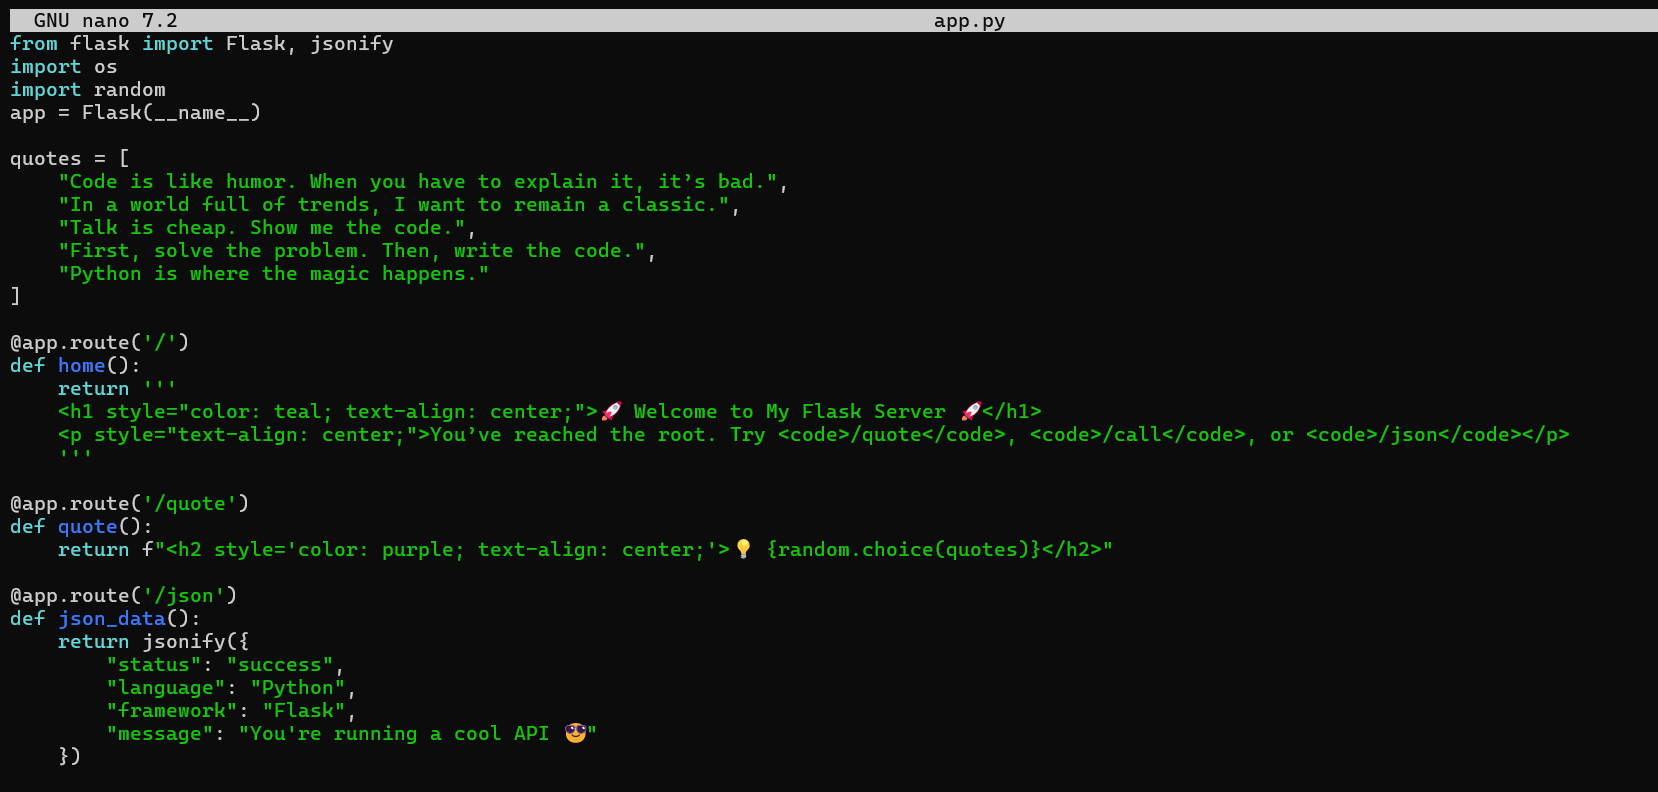 GNU nano 7.2 app.py
from flask import Flask, jsonify
import os
import random
app = Flask(__name__)

quotes = [
    "Code is like humor. When you have to explain it, it’s bad.",
    "In a world full of trends, I want to remain a classic.",
    "Talk is cheap. Show me the code.",
    "First, solve the problem. Then, write the code.",
    "Python is where the magic happens."
]

@app.route('/')
def home():
    return '''
    <h1 style="color: teal; text-align: center;">🚀 Welcome to My Flask Server 🚀</h1>
    <p style="text-align: center;">You’ve reached the root. Try <code>/quote</code>, <code>/call</code>, or <code>/json</code></p>
    '''

@app.route('/quote')
def quote():
    return f"<h2 style='color: purple; text-align: center;'>💡 {random.choice(quotes)}</h2>"

@app.route('/json')
def json_data():
    return jsonify({
        "status": "success",
        "language": "Python",
        "framework": "Flask",
        "message": "You're running a cool API 😎"
    })